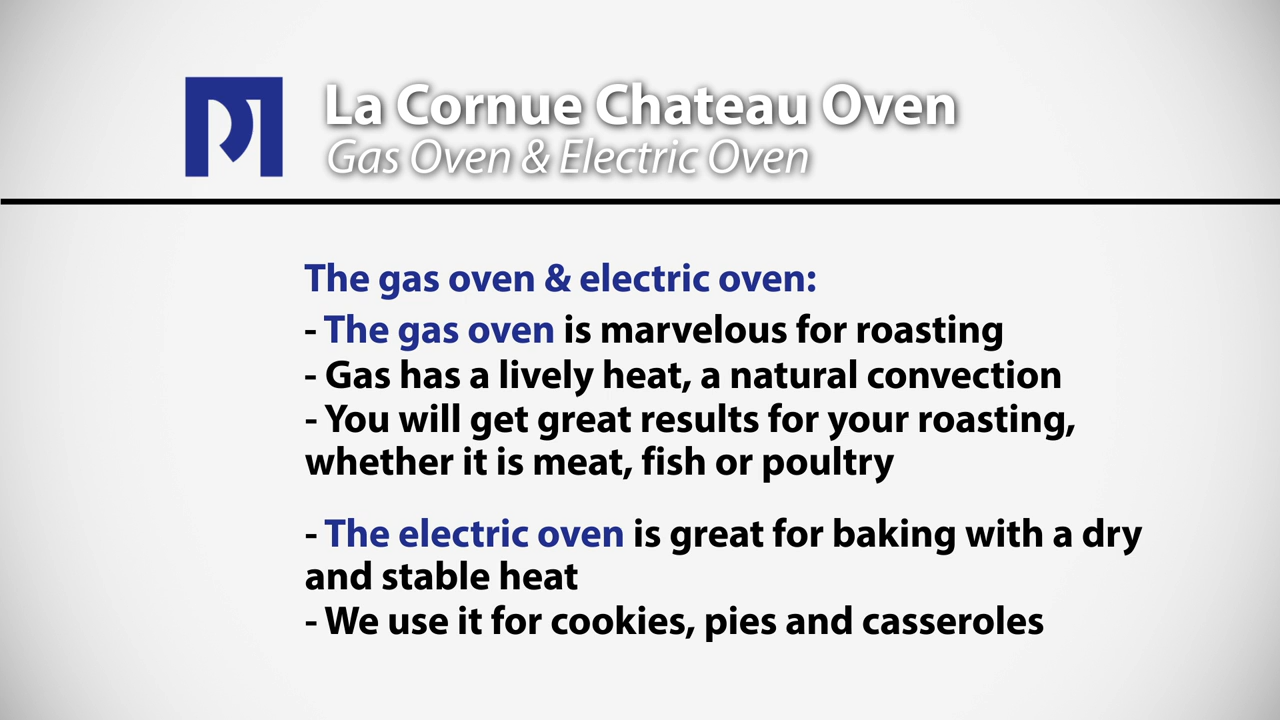 La Cornue Chateau Oven
Gas Oven & Electric Oven
The gas oven & electric oven:
- The gas oven is marvelous for roasting
- Gas has a lively heat, a natural convection
- You will get great results for your roasting,
whether it is meat, fish or poultry
- The electric oven is great for baking with a dry
and stable heat
- We use it for cookies, pies and casseroles